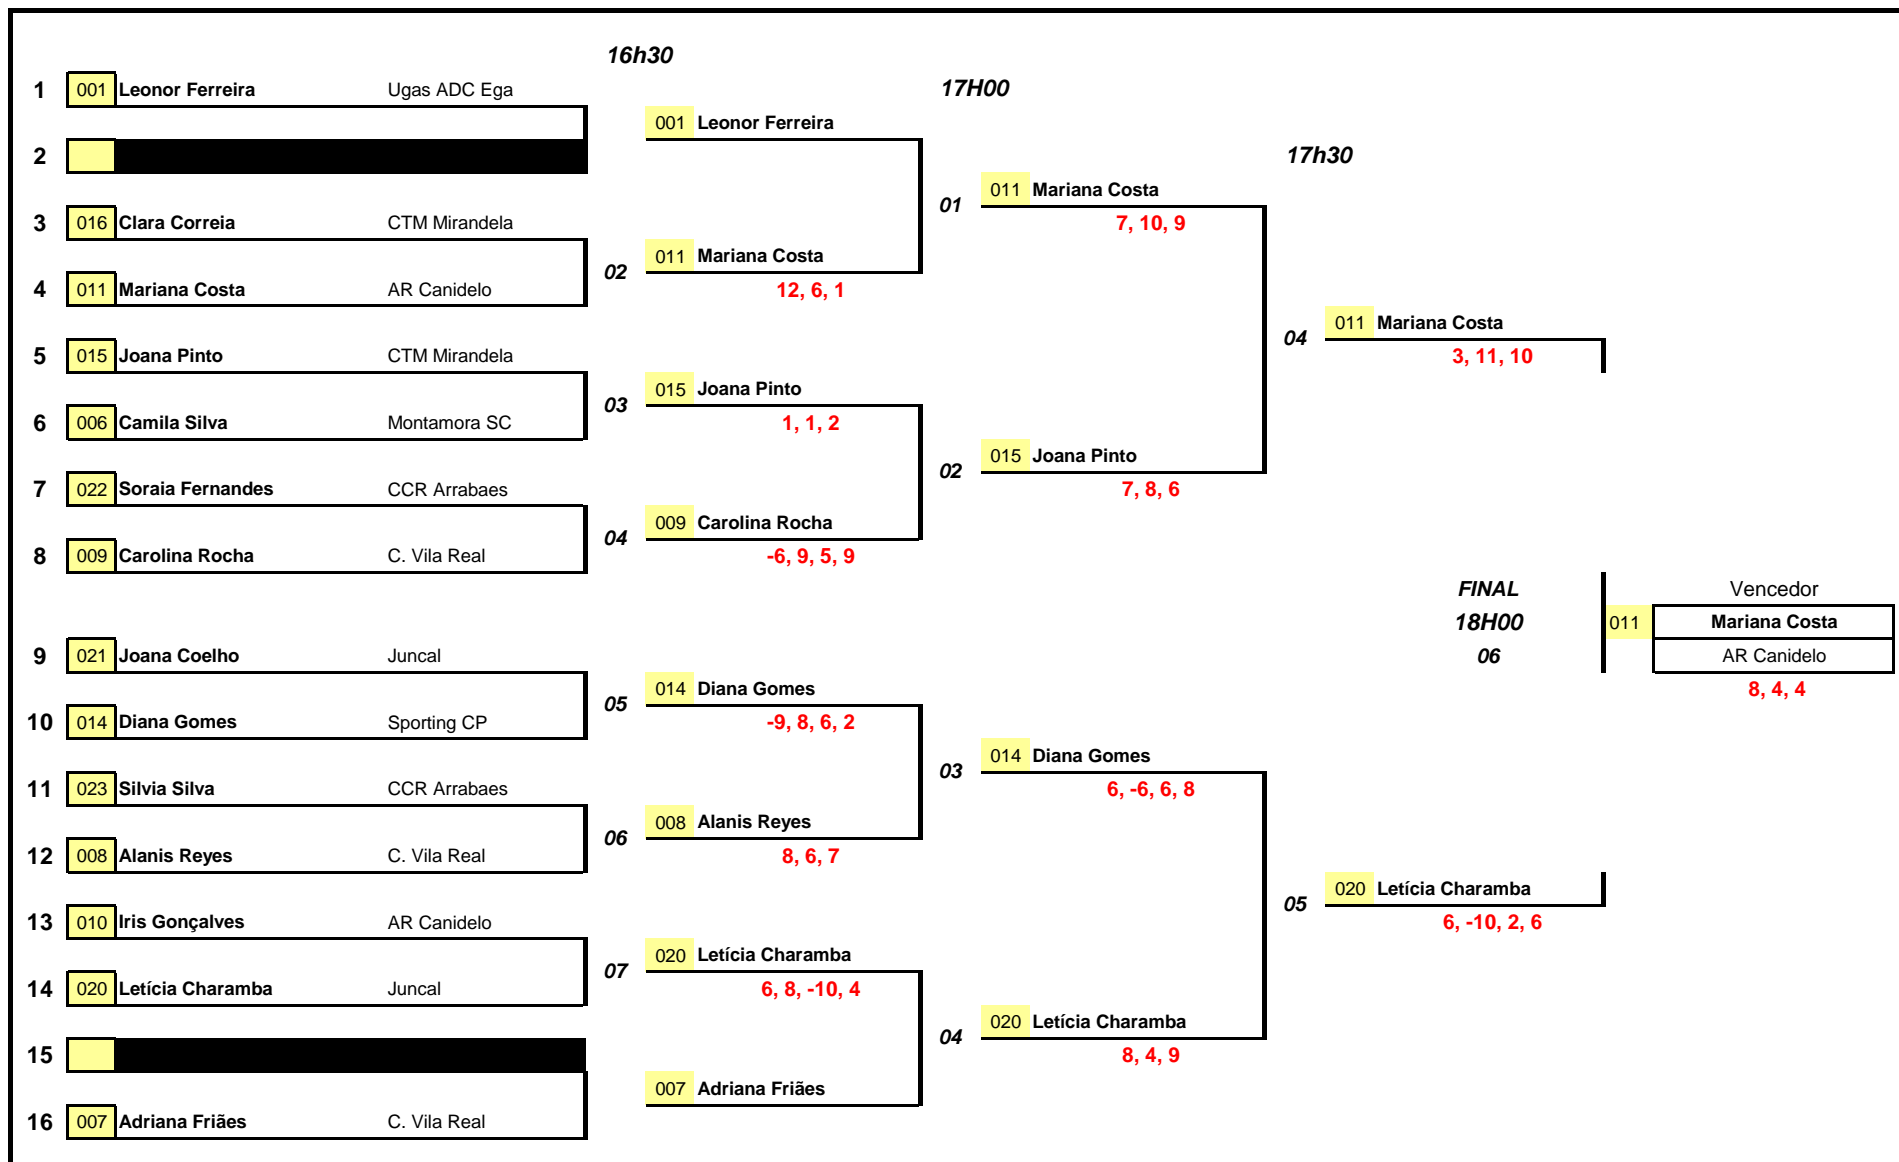 16h30
1 001 Leonor Ferreira Ugas ADC Ega
17H00
001 Leonor Ferreira
2
17h30
011 Mariana Costa
01
7, 10, 9
3 016 Clara Correia CTM Mirandela
011 Mariana Costa
02
12, 6, 1
4 011 Mariana Costa AR Canidelo
011 Mariana Costa
04
3, 11, 10
5 015 Joana Pinto CTM Mirandela
015 Joana Pinto
03
1, 1, 2
6 006 Camila Silva Montamora SC
015 Joana Pinto
02
7, 8, 6
7 022 Soraia Fernandes CCR Arrabaes
009 Carolina Rocha
04
-6, 9, 5, 9
8 009 Carolina Rocha C. Vila Real
FINAL Vencedor
18H00 011 Mariana Costa
06 AR Canidelo
8, 4, 4
9 021 Joana Coelho Juncal
014 Diana Gomes
05
-9, 8, 6, 2
10 014 Diana Gomes Sporting CP
014 Diana Gomes
03
6, -6, 6, 8
11 023 Silvia Silva CCR Arrabaes
008 Alanis Reyes
06
8, 6, 7
12 008 Alanis Reyes C. Vila Real
020 Letícia Charamba
05
6, -10, 2, 6
13 010 Iris Gonçalves AR Canidelo
020 Letícia Charamba
07
6, 8, -10, 4
14 020 Letícia Charamba Juncal
020 Letícia Charamba
04
8, 4, 9
15
007 Adriana Friães
16 007 Adriana Friães C. Vila Real